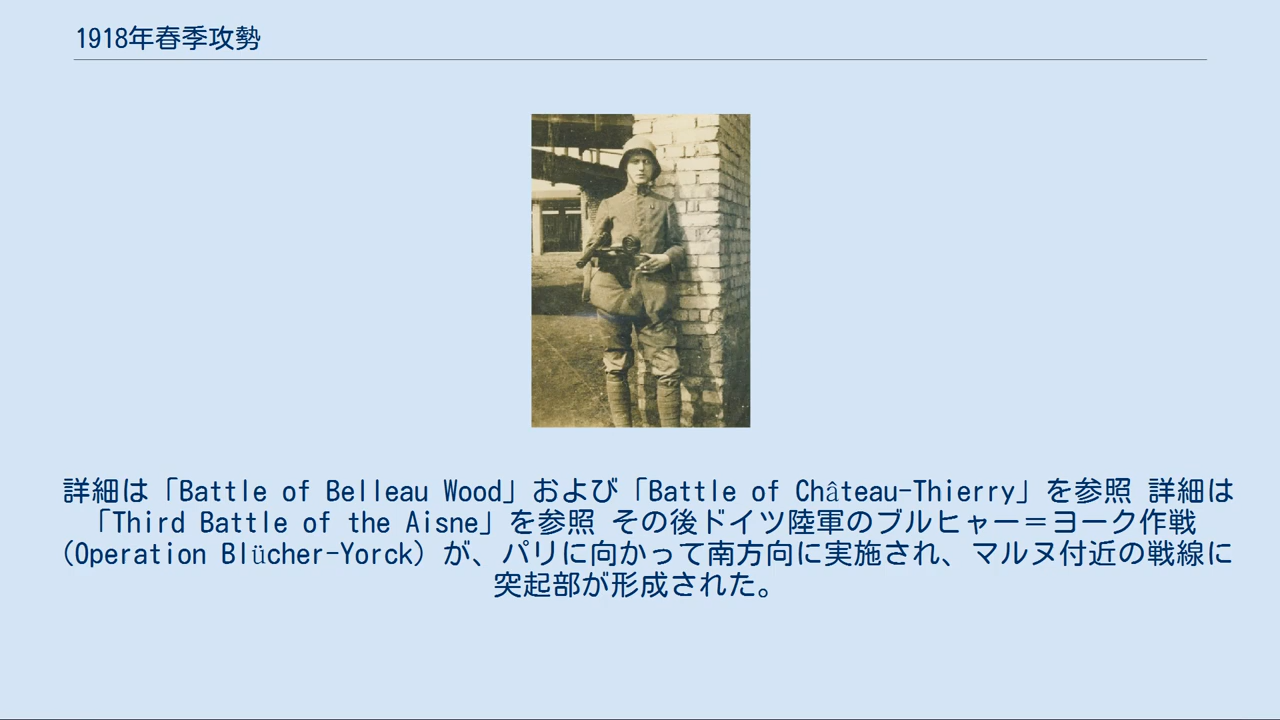 1918年春季攻勢
詳細は「Battle of Belleau Wood」および「Battle of Château-Thierry」を参照 詳細は
「Third Battle of the Aisne」を参照 その後ドイツ陸軍のブルヒャー＝ヨーク作戦
（Operation Blücher-Yorck）が、パリに向かって南方向に実施され、マルヌ付近の戦線に
突起部が形成された。